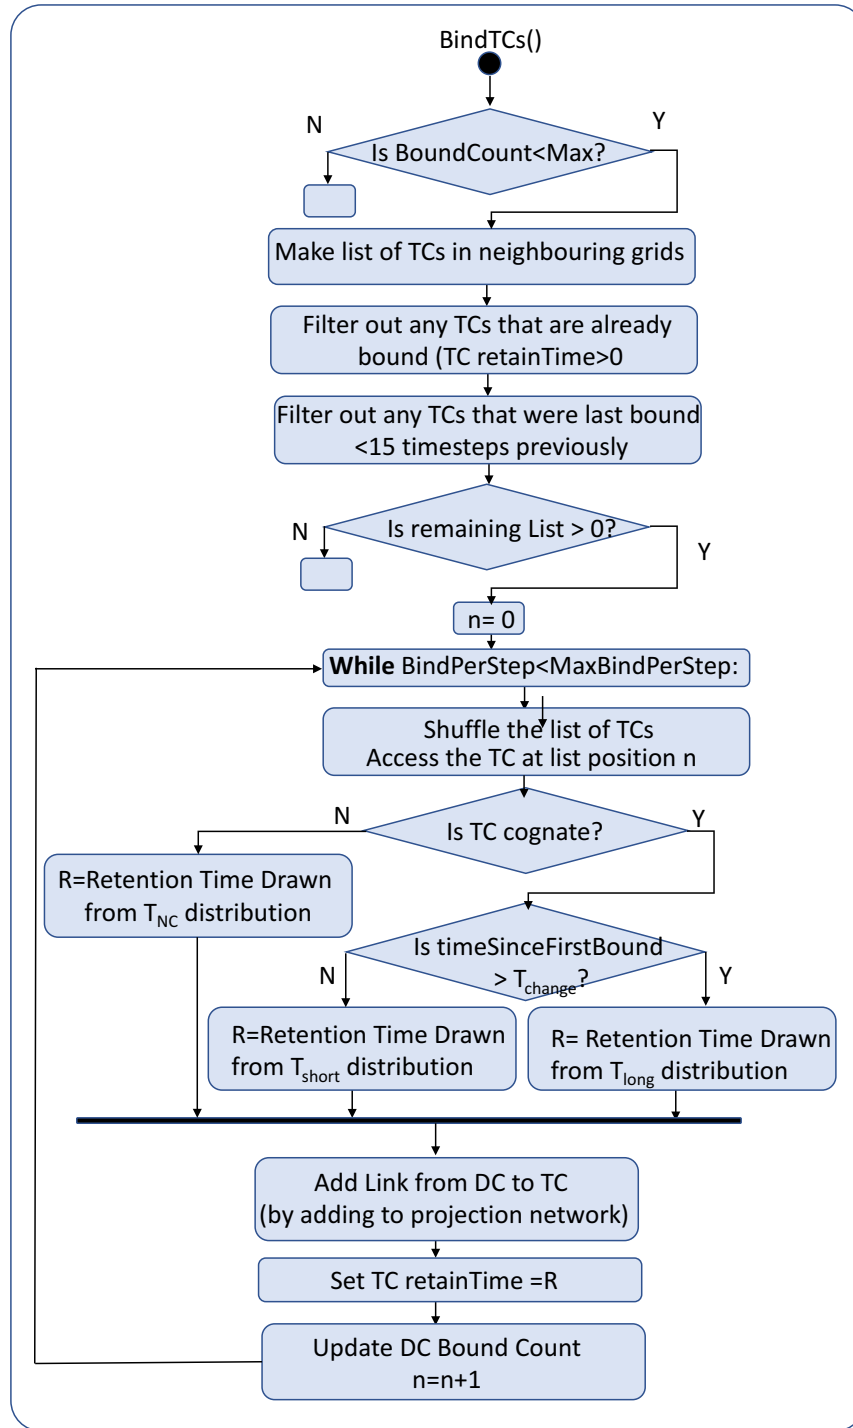 BindTCs()
N
Y
Is BoundCount<Max?
Make list of TCs in neighbouring grids
Filter out any TCs that are already
bound (TC retainTime>0
Filter out any TCs that were last bound
<15 timesteps previously
N
Is remaining List > 0?
Y
n= 0
While BindPerStep<MaxBindPerStep:
Shuffle the list of TCs
Access the TC at list position n
N
Y
Is TC cognate?
R=Retention Time Drawn
from TNC distribution
Is timeSinceFirstBound
> Tchange?
N
Y
R=Retention Time Drawn
from Tshort distribution
R= Retention Time Drawn
from Tlong distribution
Add Link from DC to TC
(by adding to projection network)
Set TC retainTime =R
Update DC Bound Count
n=n+1